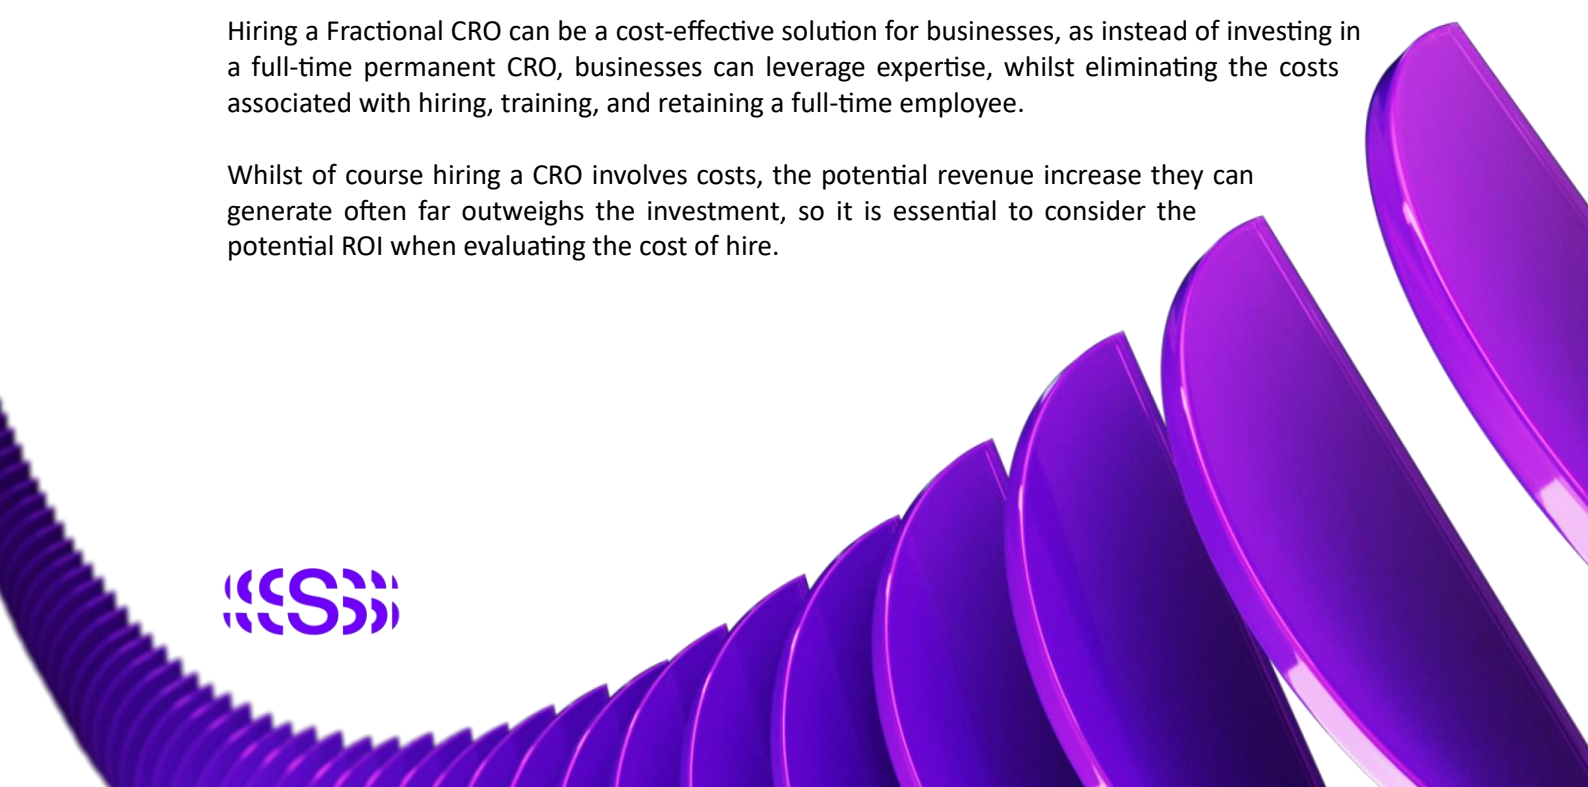 Hiring a Fractional CRO can be a cost-effective solution for businesses, as instead of investing in
a full-time permanent CRO, businesses can leverage expertise, whilst eliminating the costs
associated with hiring, training, and retaining a full-time employee.
Whilst of course hiring a CRO involves costs, the potential revenue increase they can
generate often far outweighs the investment, so it is essential to consider the
potential ROI when evaluating the cost of hire.
S